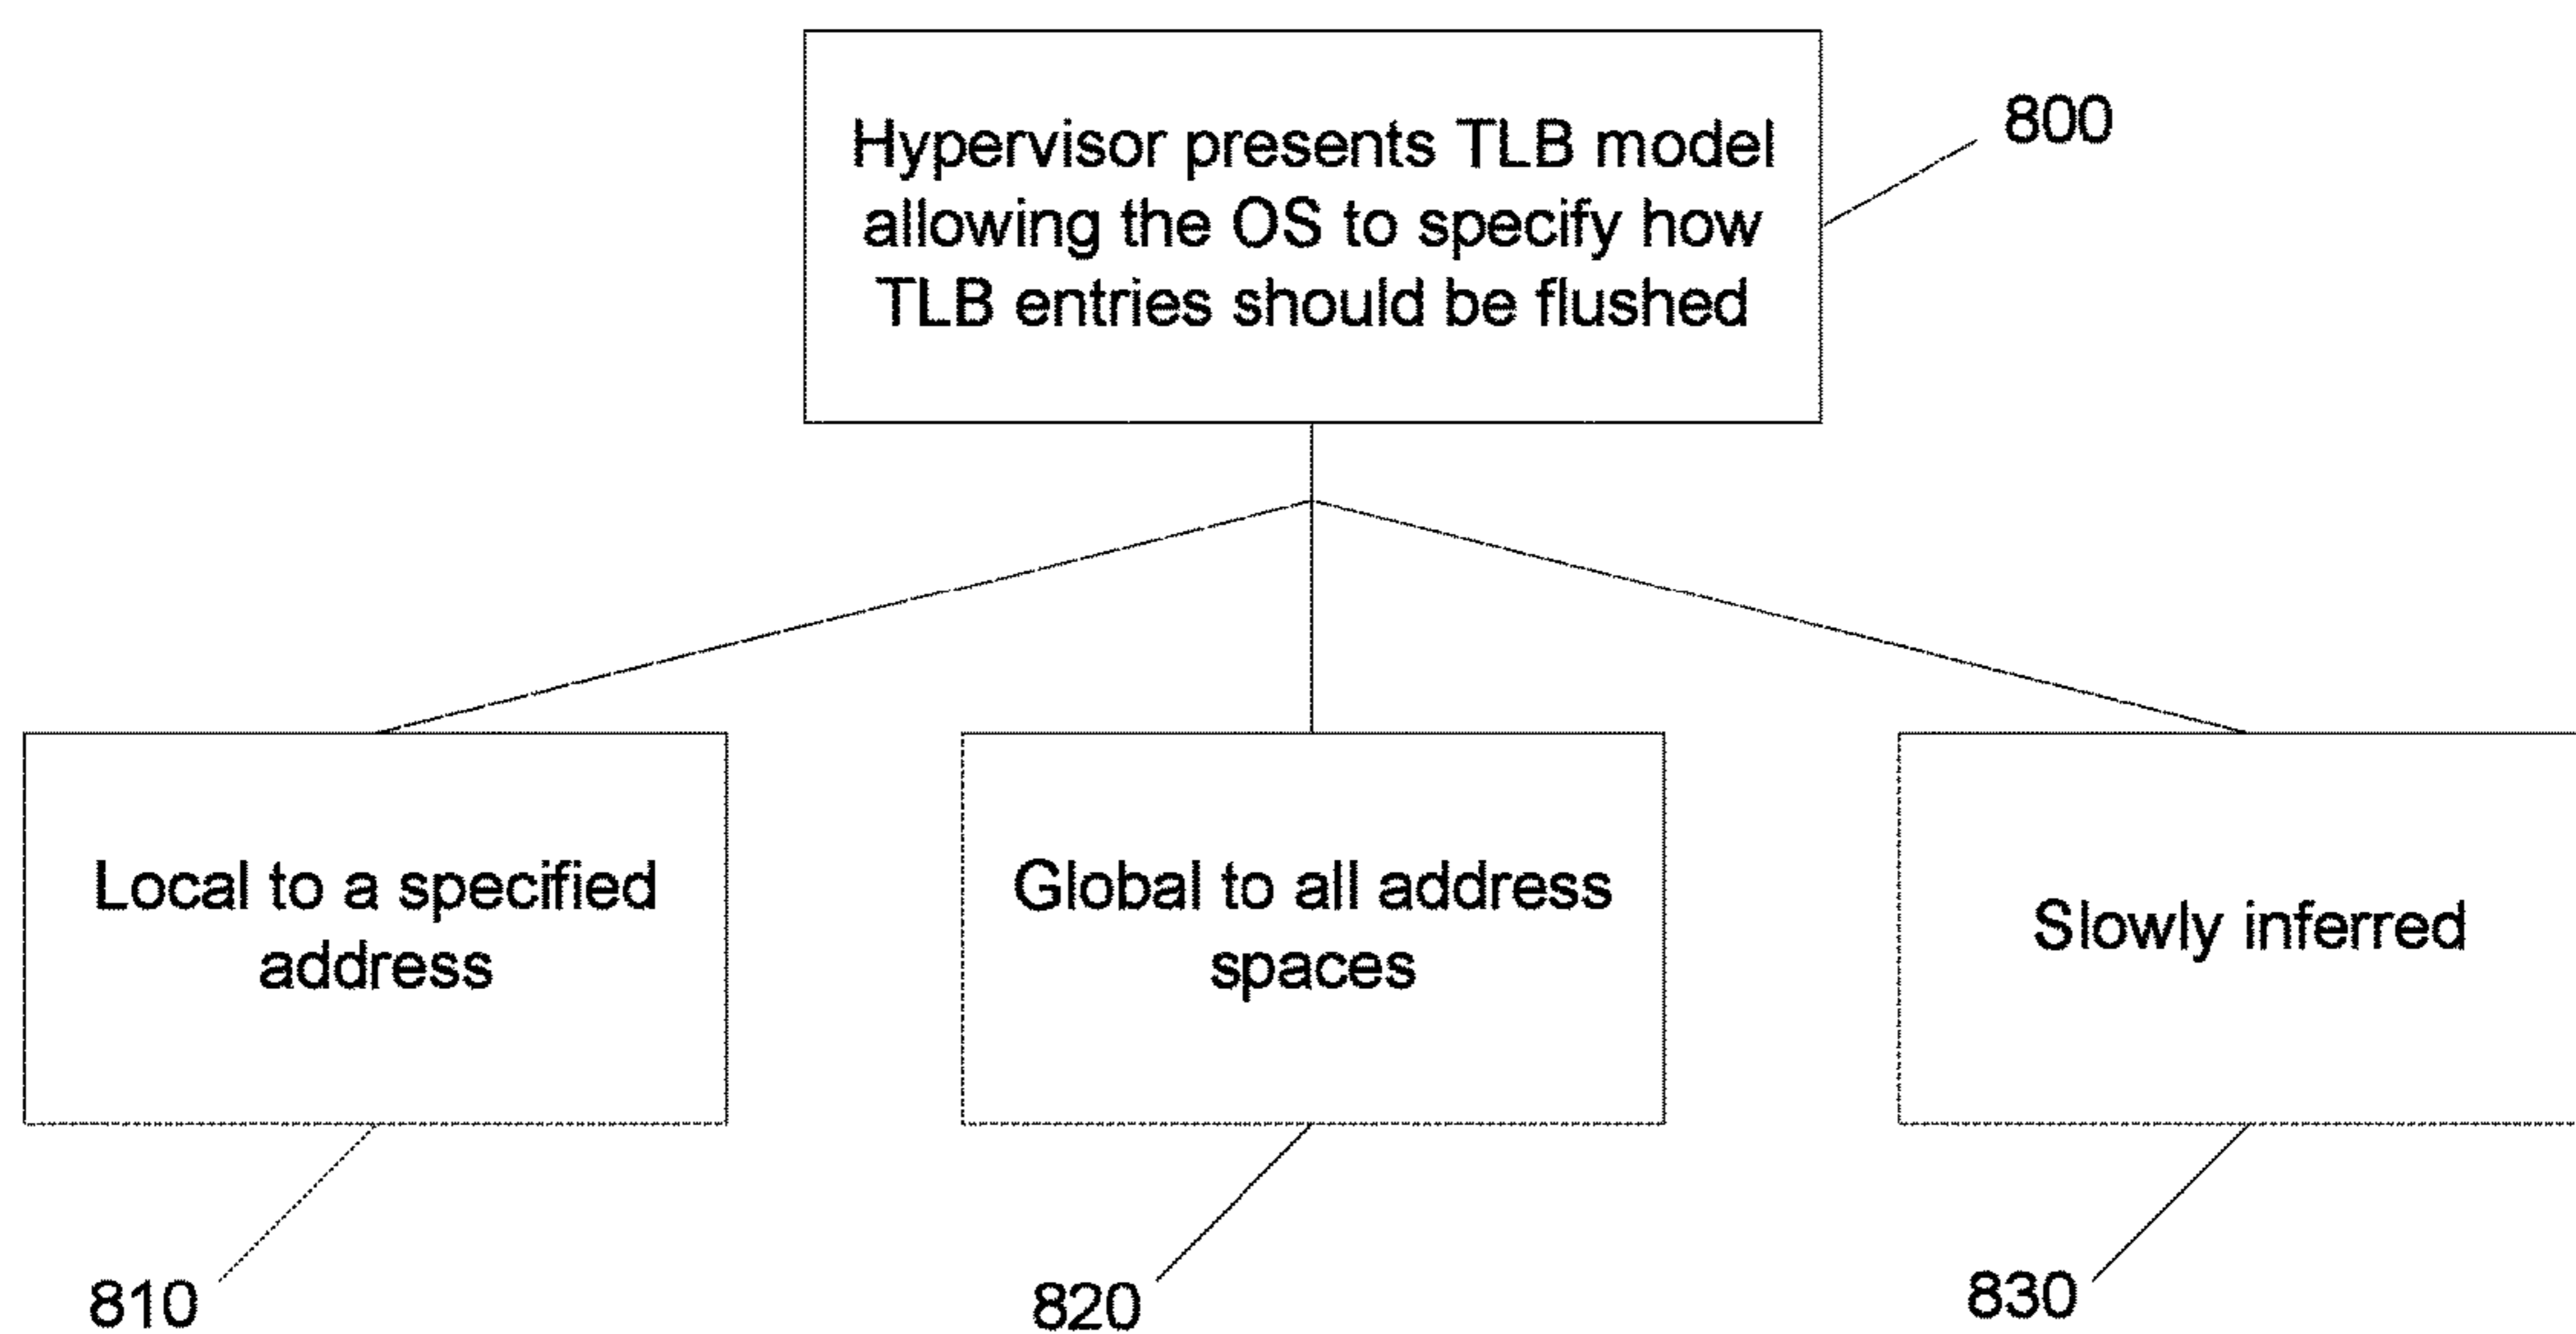 Hypervisor presents TLB model
allowing the OS to specify how
TLB entries should be flushed
800
Local to a specified
address
Global to all address
spaces
Slowly inferred
810
820
830